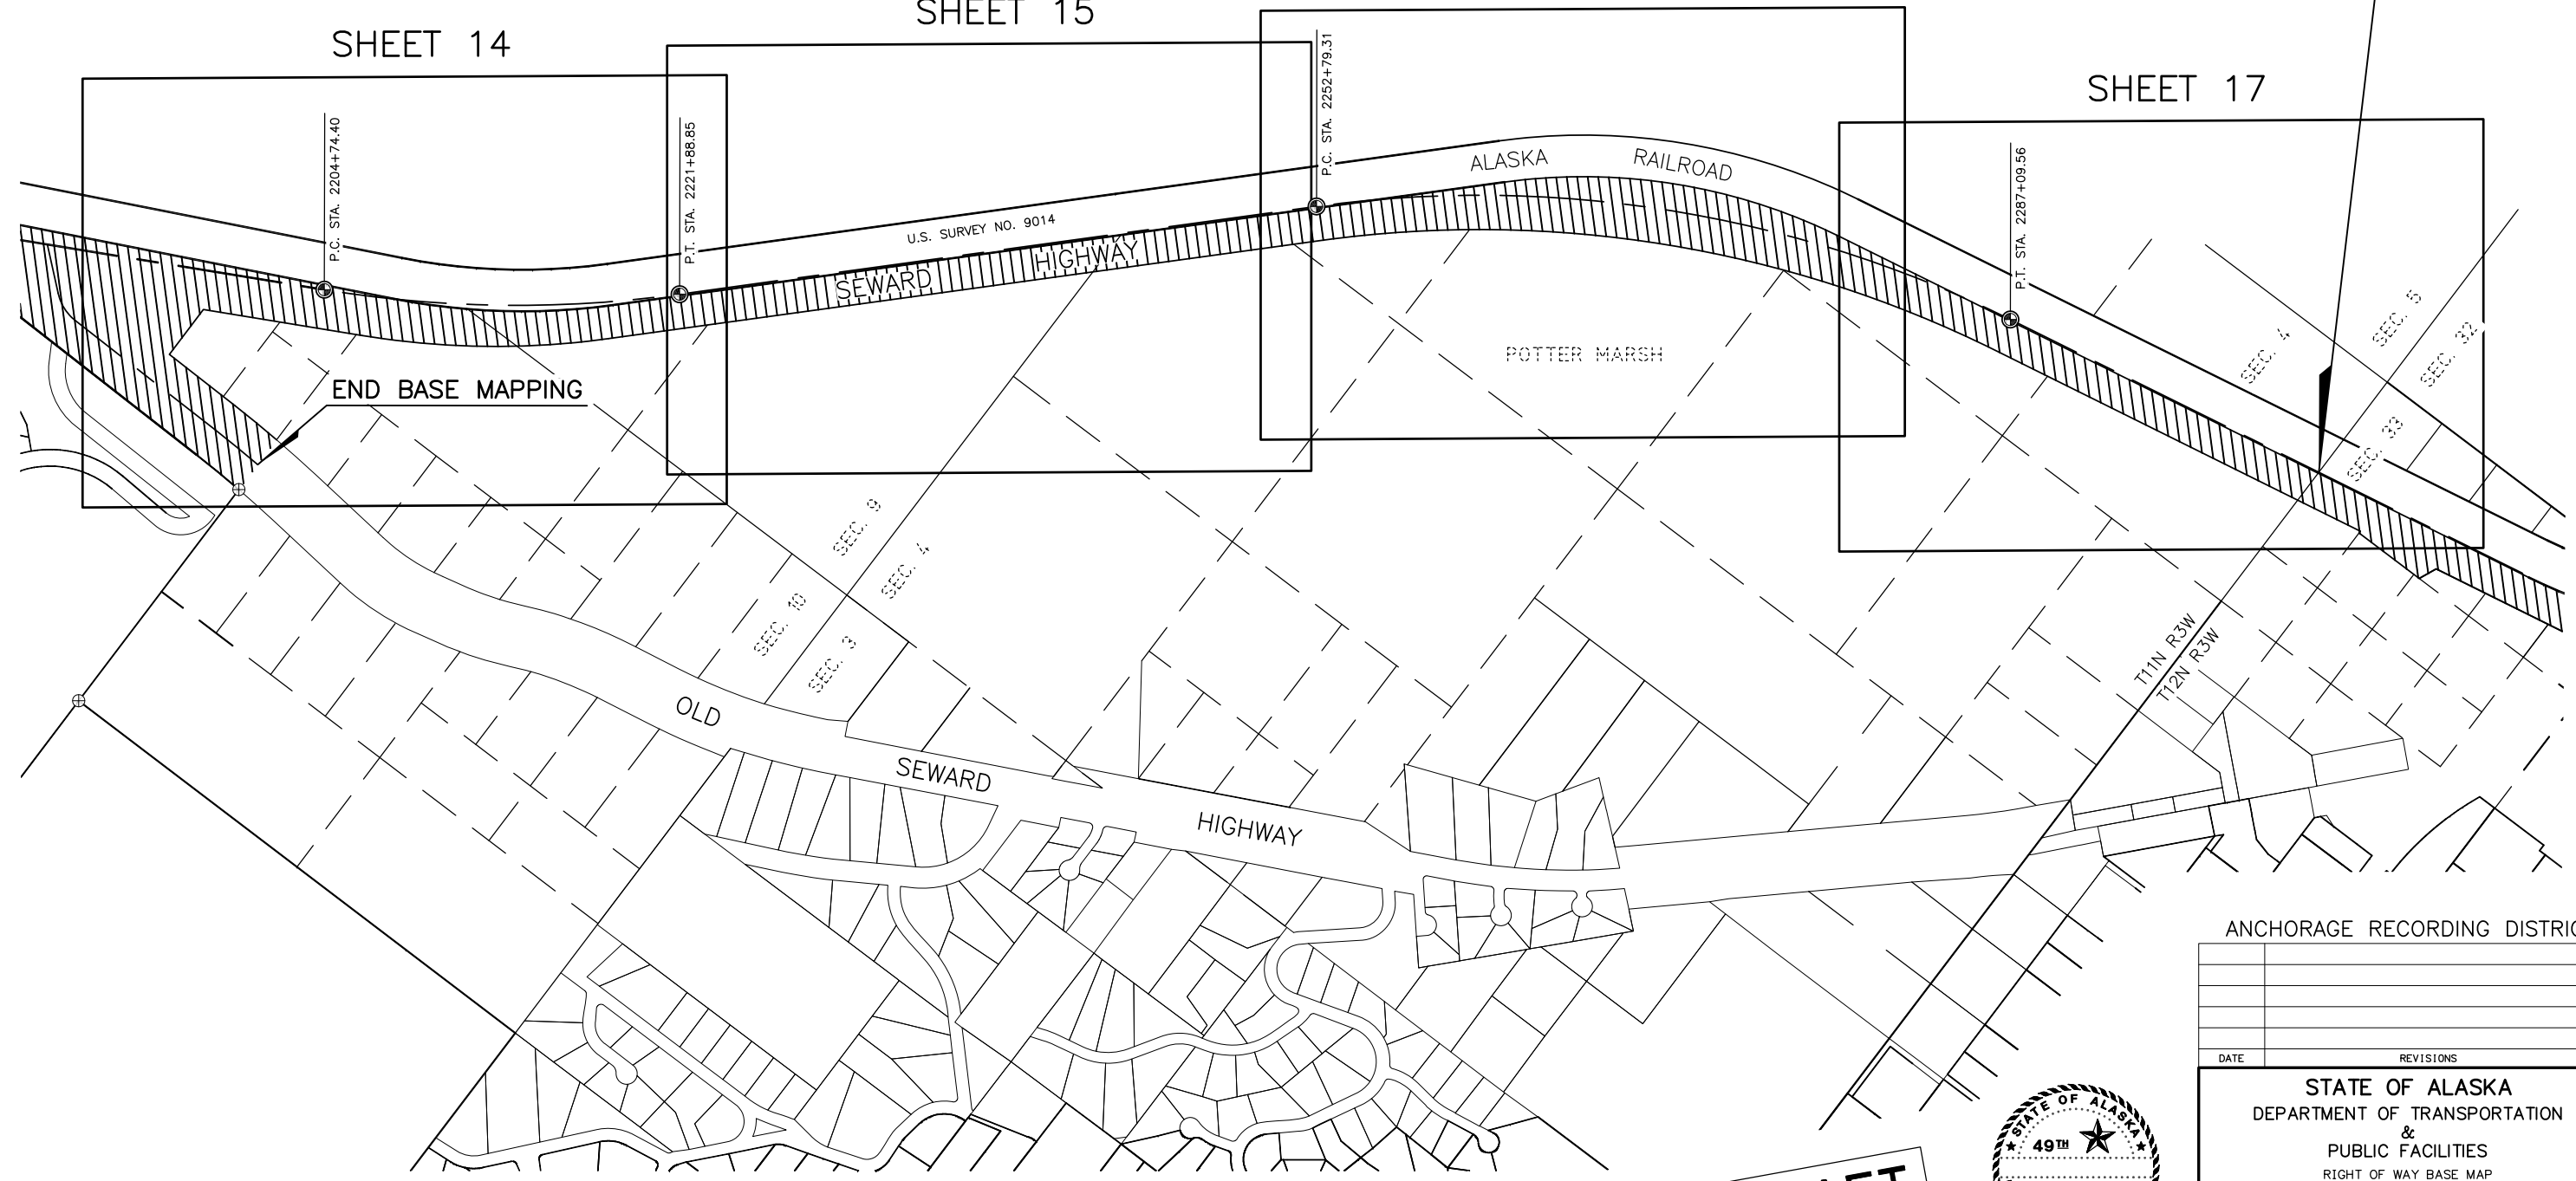 SHEET 14
SHEET 15
SHEET 17
P.C. STA. 2204+74.40
P.T. STA. 2221+88.85
P.C. STA. 2252+79.31
P.T. STA. 2287+09.56
ALASKA RAILROAD
U.S. SURVEY NO. 9014
SEWARD HIGHWAY
POTTER MARSH
END BASE MAPPING
SEC. 4
SEC. 5
SEC. 33
SEC. 32
SEC. 9
SEC. 4
SEC. 10
SEC. 3
T11N R3W
T12N R3W
OLD SEWARD HIGHWAY
ANCHORAGE RECORDING
DATE REVISIONS
STATE OF ALASKA
DEPARTMENT OF TRANSPORTATION
&
PUBLIC FACILITIES
RIGHT OF WAY BASE MAP
STATE OF ALASKA
49TH